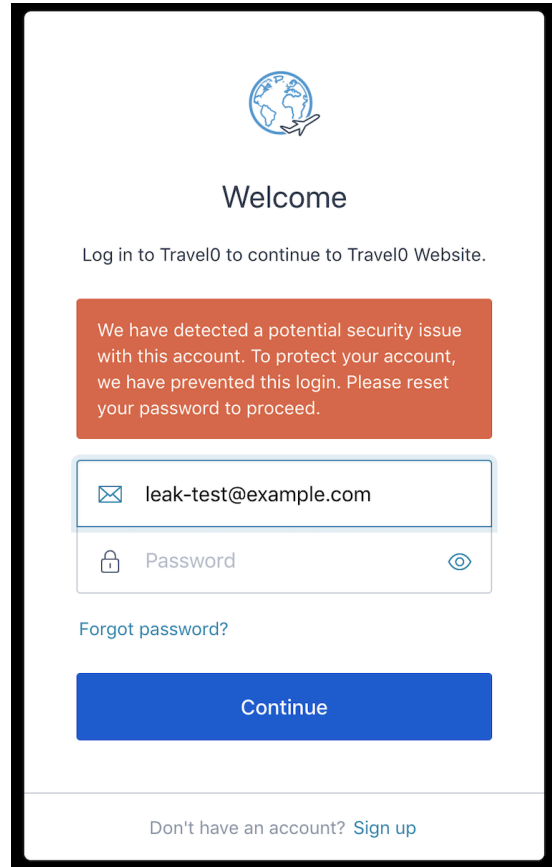 Welcome
Log in to Travel0 to continue to Travel0 Website.
We have detected a potential security issue
with this account. To protect your account,
we have prevented this login. Please reset
your password to proceed.
leak-test@example.com
Password
Forgot password?
Continue
Don't have an account? Sign up